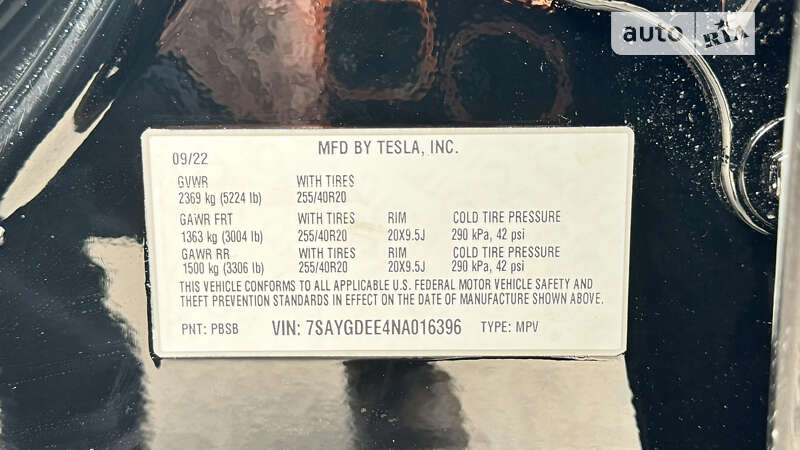 auto RIA
09/22 MFD BY TESLA, INC.
GVWR WITH TIRES
2369 kg (5224 lb) 255/40R20
GAWR FRT WITH TIRES RIM COLD TIRE PRESSURE
1363 kg (3004 lb) 255/40R20 20X9.5J 290 kPa, 42 psi
GAWR RR WITH TIRES RIM COLD TIRE PRESSURE
1500 kg (3306 lb) 255/40R20 20X9.5J 290 kPa, 42 psi
THIS VEHICLE CONFORMS TO ALL APPLICABLE U.S. FEDERAL MOTOR VEHICLE SAFETY AND
THEFT PREVENTION STANDARDS IN EFFECT ON THE DATE OF MANUFACTURE SHOWN ABOVE.
PNT: PBSB VIN: 7SAYGDEE4NA016396 TYPE: MPV